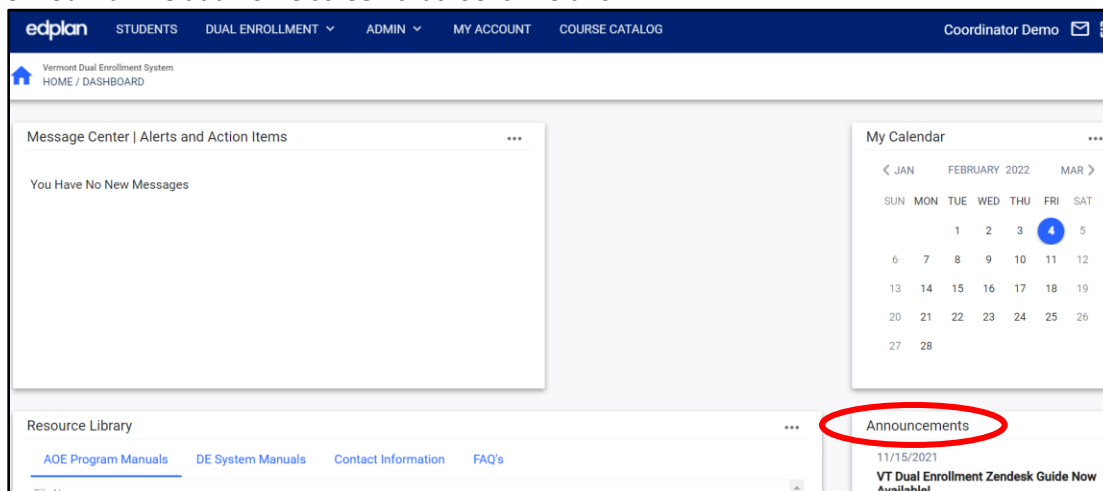 edplan STUDENTS DUAL ENROLLMENT ADMIN MY ACCOUNT COURSE CATALOG Coordinator Demo
Vermont Dual Enrollment System
HOME / DASHBOARD
Message Center | Alerts and Action Items
You Have No New Messages
My Calendar
JAN FEBRUARY 2022 MAR
SUN MON TUE WED THU FRI SAT
1 2 3 4 5
6 7 8 9 10 11 12
13 14 15 16 17 18 19
20 21 22 23 24 25 26
27 28
Resource Library
AOE Program Manuals DE System Manuals Contact Information FAQ's
Announcements
11/15/2021
VT Dual Enrollment Zendesk Guide Now
Available!